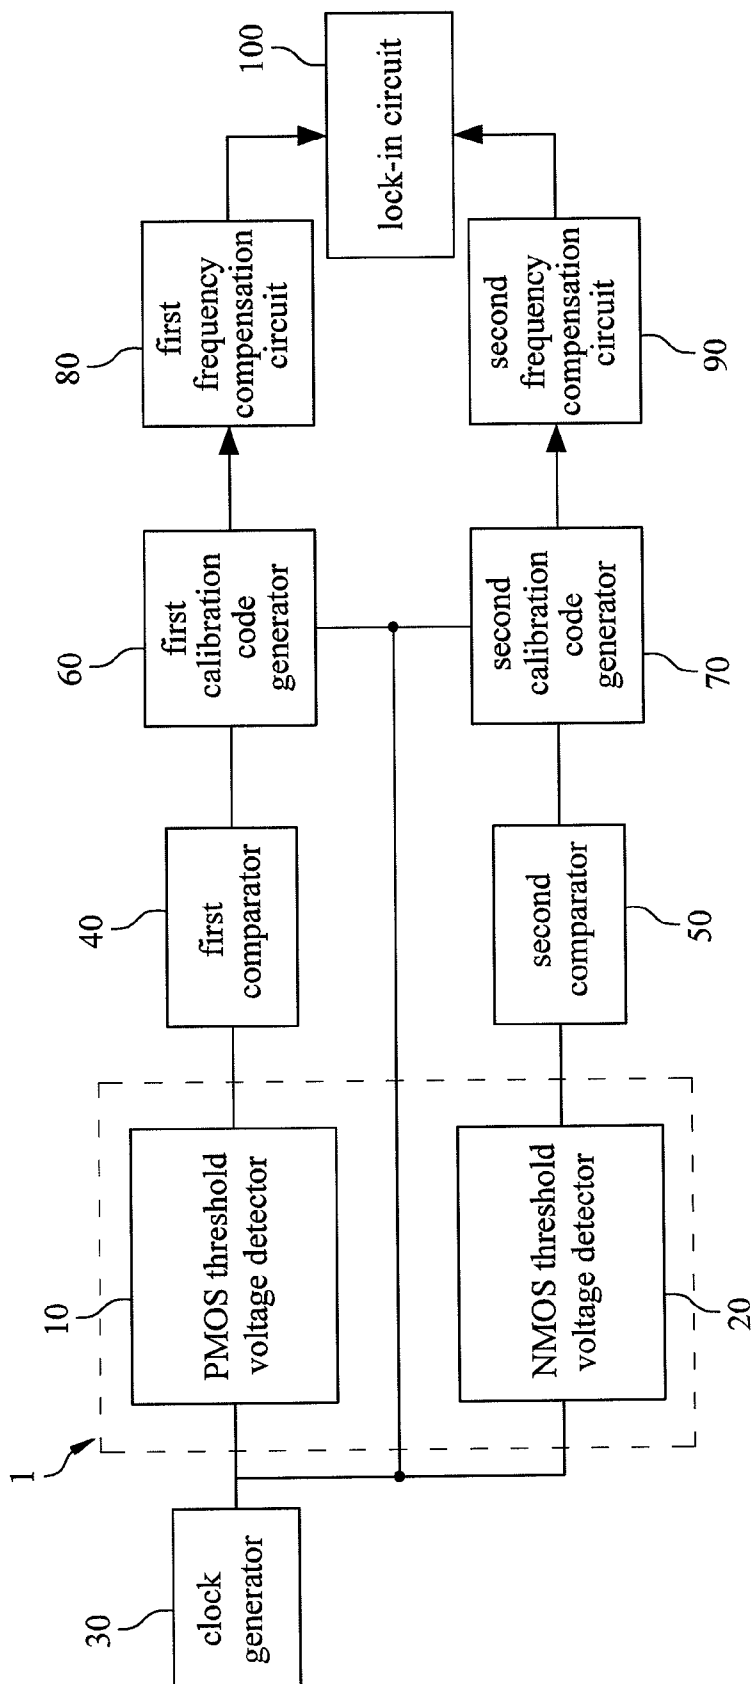 1
30
clock
generator
10
PMOS threshold
voltage detector
40
first
comparator
60
first
calibration
code
generator
80
first
frequency
compensation
circuit
100
lock-in circuit
20
NMOS threshold
voltage detector
50
second
comparator
70
second
calibration
code
generator
90
second
frequency
compensation
circuit